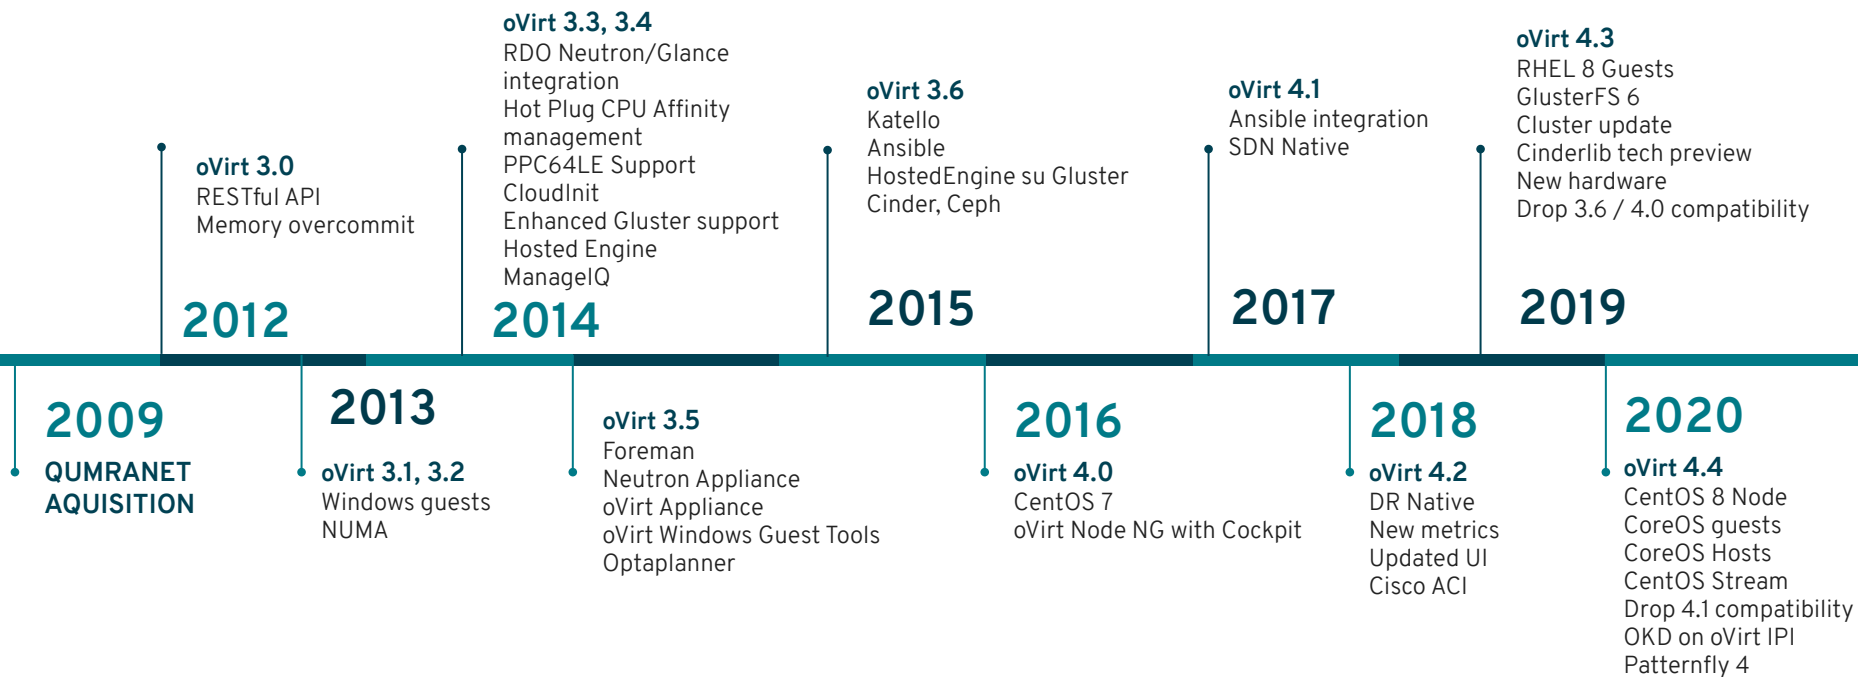 oVirt 3.0
RESTful API
Memory overcommit
2012
oVirt 3.3, 3.4
RDO Neutron/Glance
integration
Hot Plug CPU Affinity
management
PPC64LE Support
CloudInit
Enhanced Gluster support
Hosted Engine
ManageIQ
2014
oVirt 3.6
Katello
Ansible
HostedEngine su Gluster
Cinder, Ceph
2015
oVirt 4.1
Ansible integration
SDN Native
2017
oVirt 4.3
RHEL 8 Guests
GlusterFS 6
Cluster update
Cinderlib tech preview
New hardware
Drop 3.6 / 4.0 compatibility
2019
2009
QUMRANET
AQUISITION
2013
oVirt 3.1, 3.2
Windows guests
NUMA
oVirt 3.5
Foreman
Neutron Appliance
oVirt Appliance
oVirt Windows Guest Tools
Optaplanner
2016
oVirt 4.0
CentOS 7
oVirt Node NG with Cockpit
2018
oVirt 4.2
DR Native
New metrics
Updated UI
Cisco ACI
2020
oVirt 4.4
CentOS 8 Node
CoreOS guests
CoreOS Hosts
CentOS Stream
Drop 4.1 compatibility
OKD on oVirt IPI
Patternfly 4